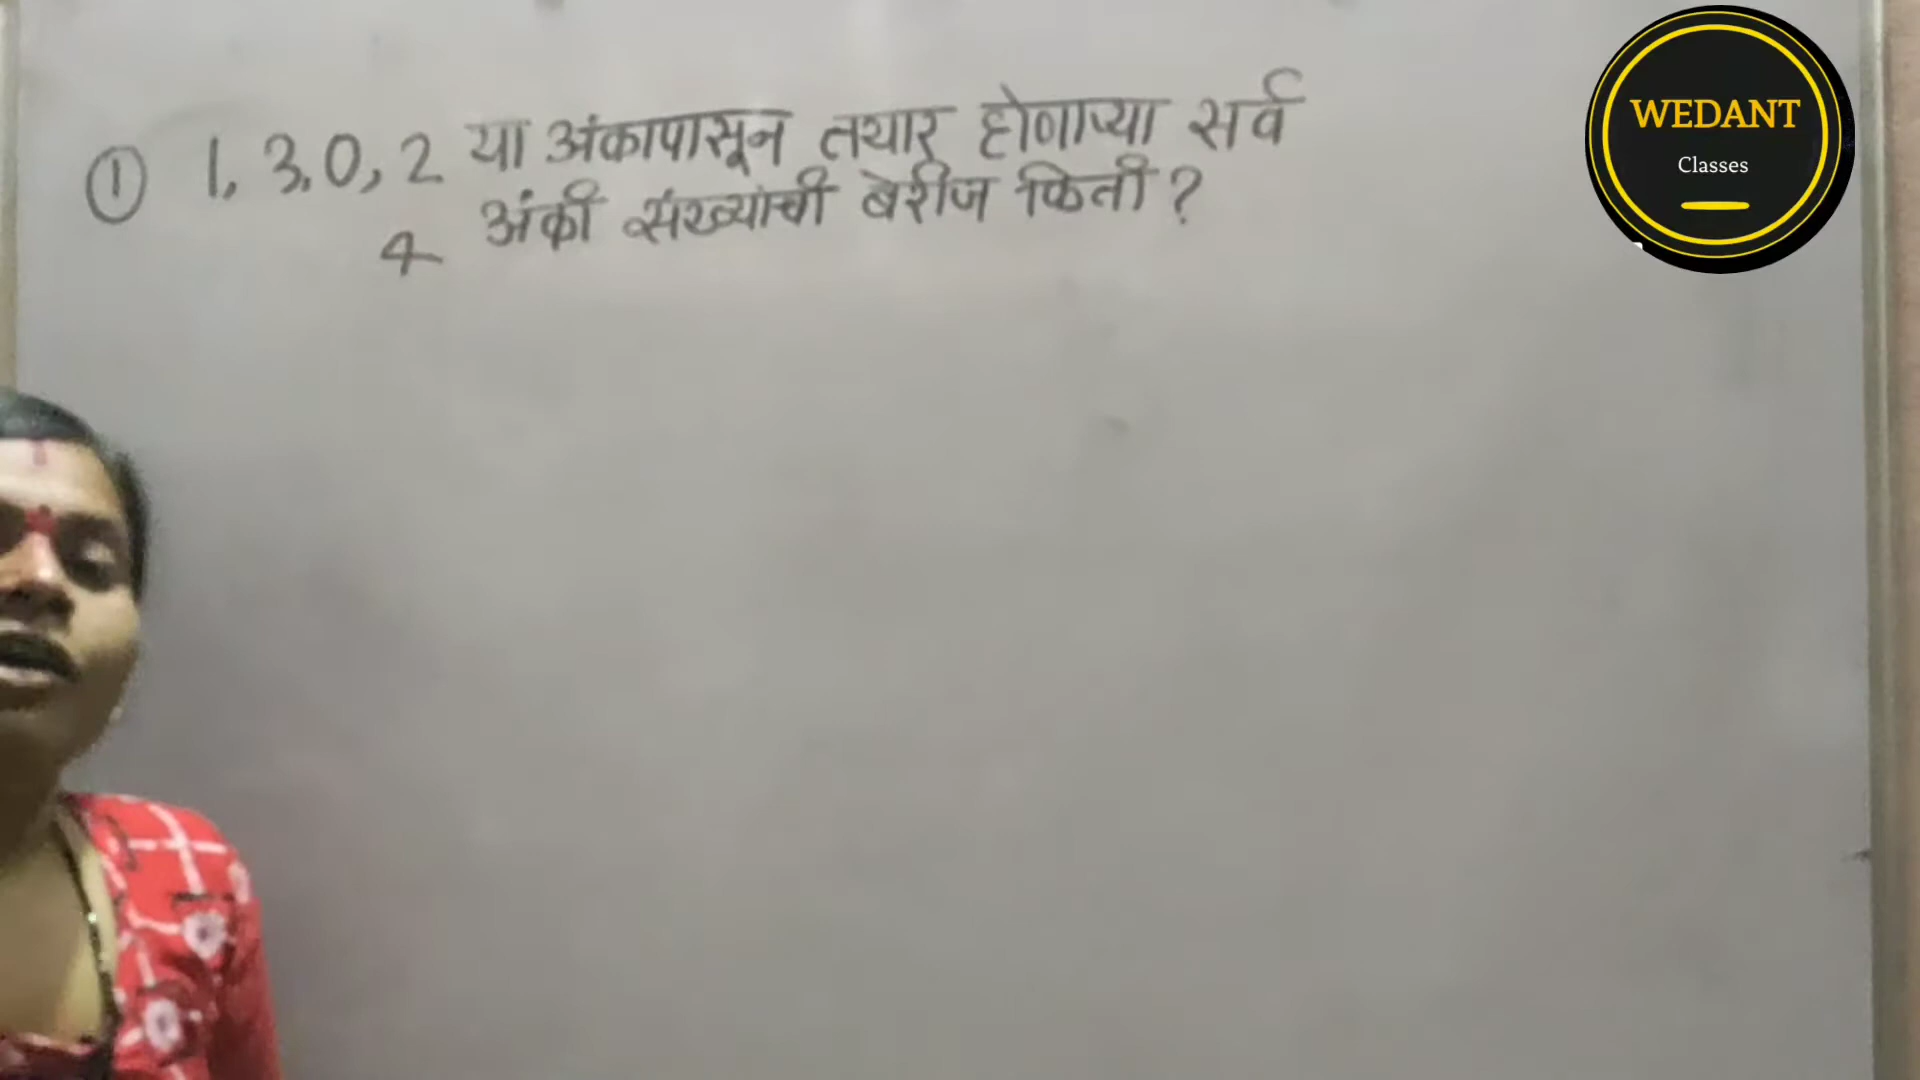 ① 1, 3, 0, 2 या अंकापासून तयार होणाऱ्या सर्व
4 अंकी संख्यांची बेरीज किती ?
WEDANT
Classes